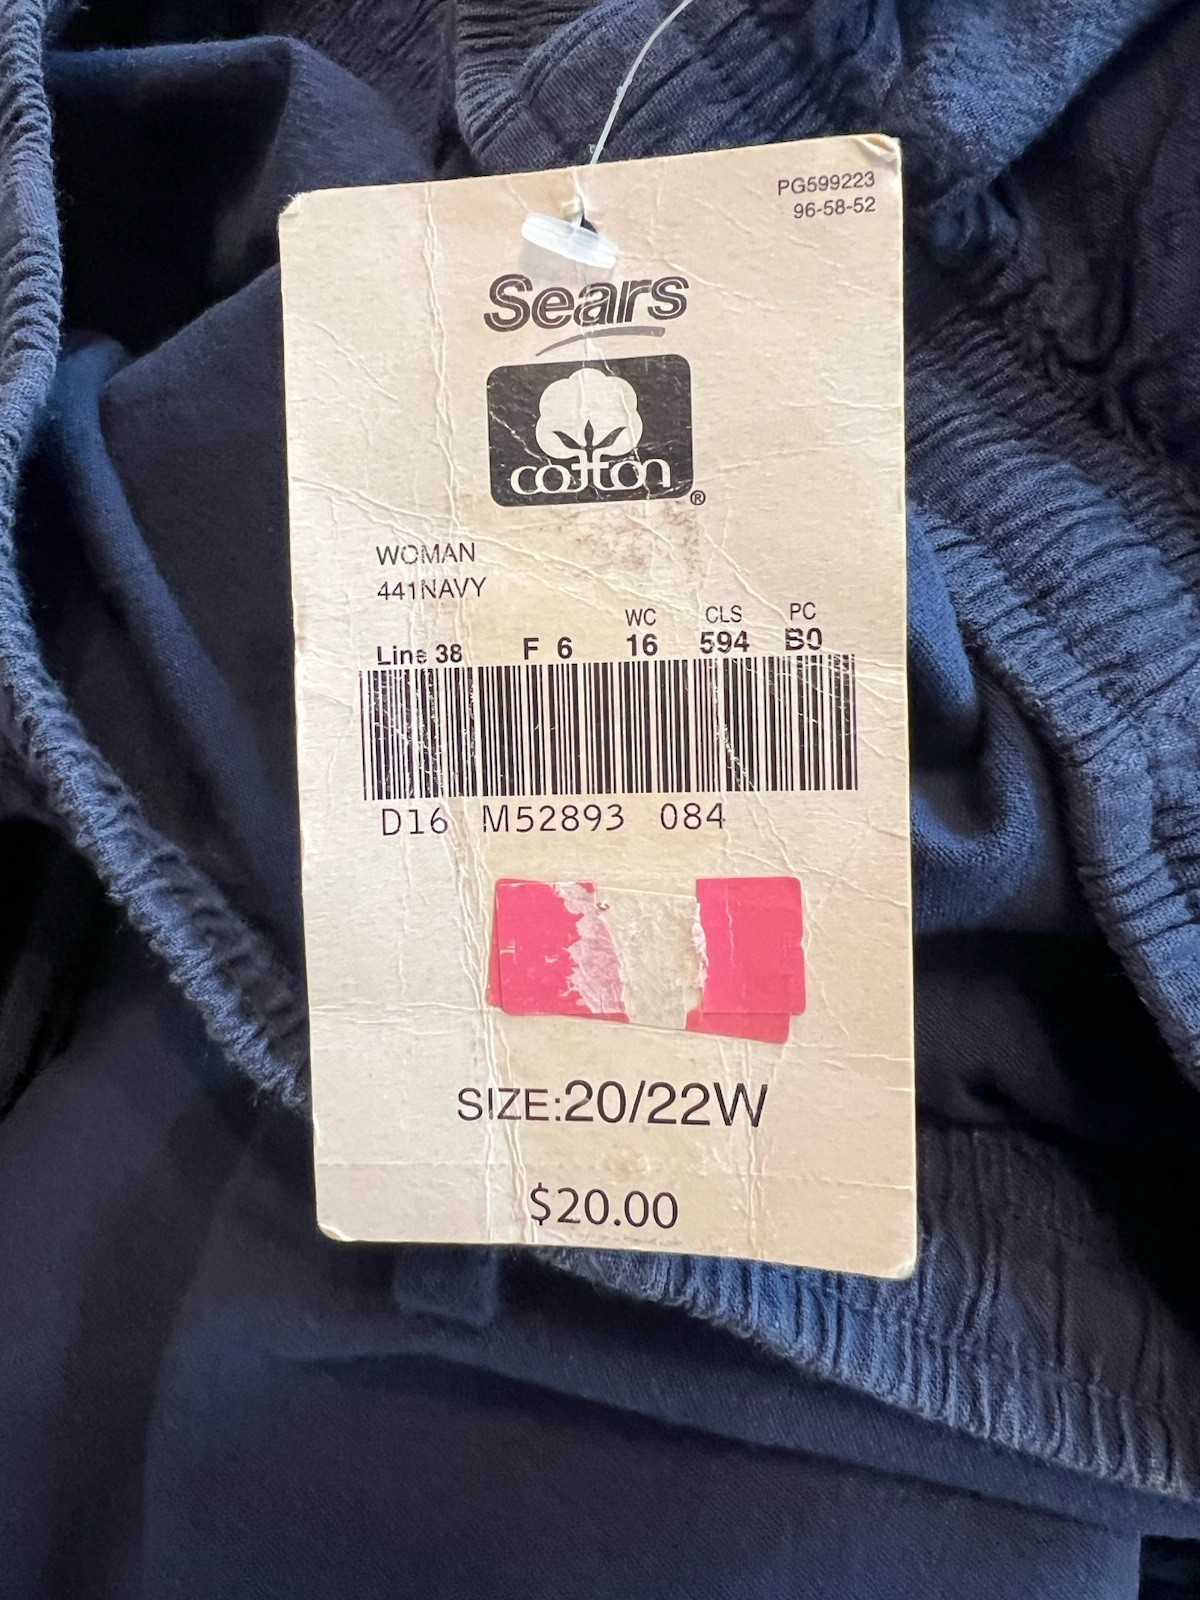 PG599223
96-58-52
Sears
cotton ®
WOMAN
441NAVY
WC CLS PC
Line 38 F 6 16 594 B0
D16 M52893 084
SIZE:20/22W
$20.00